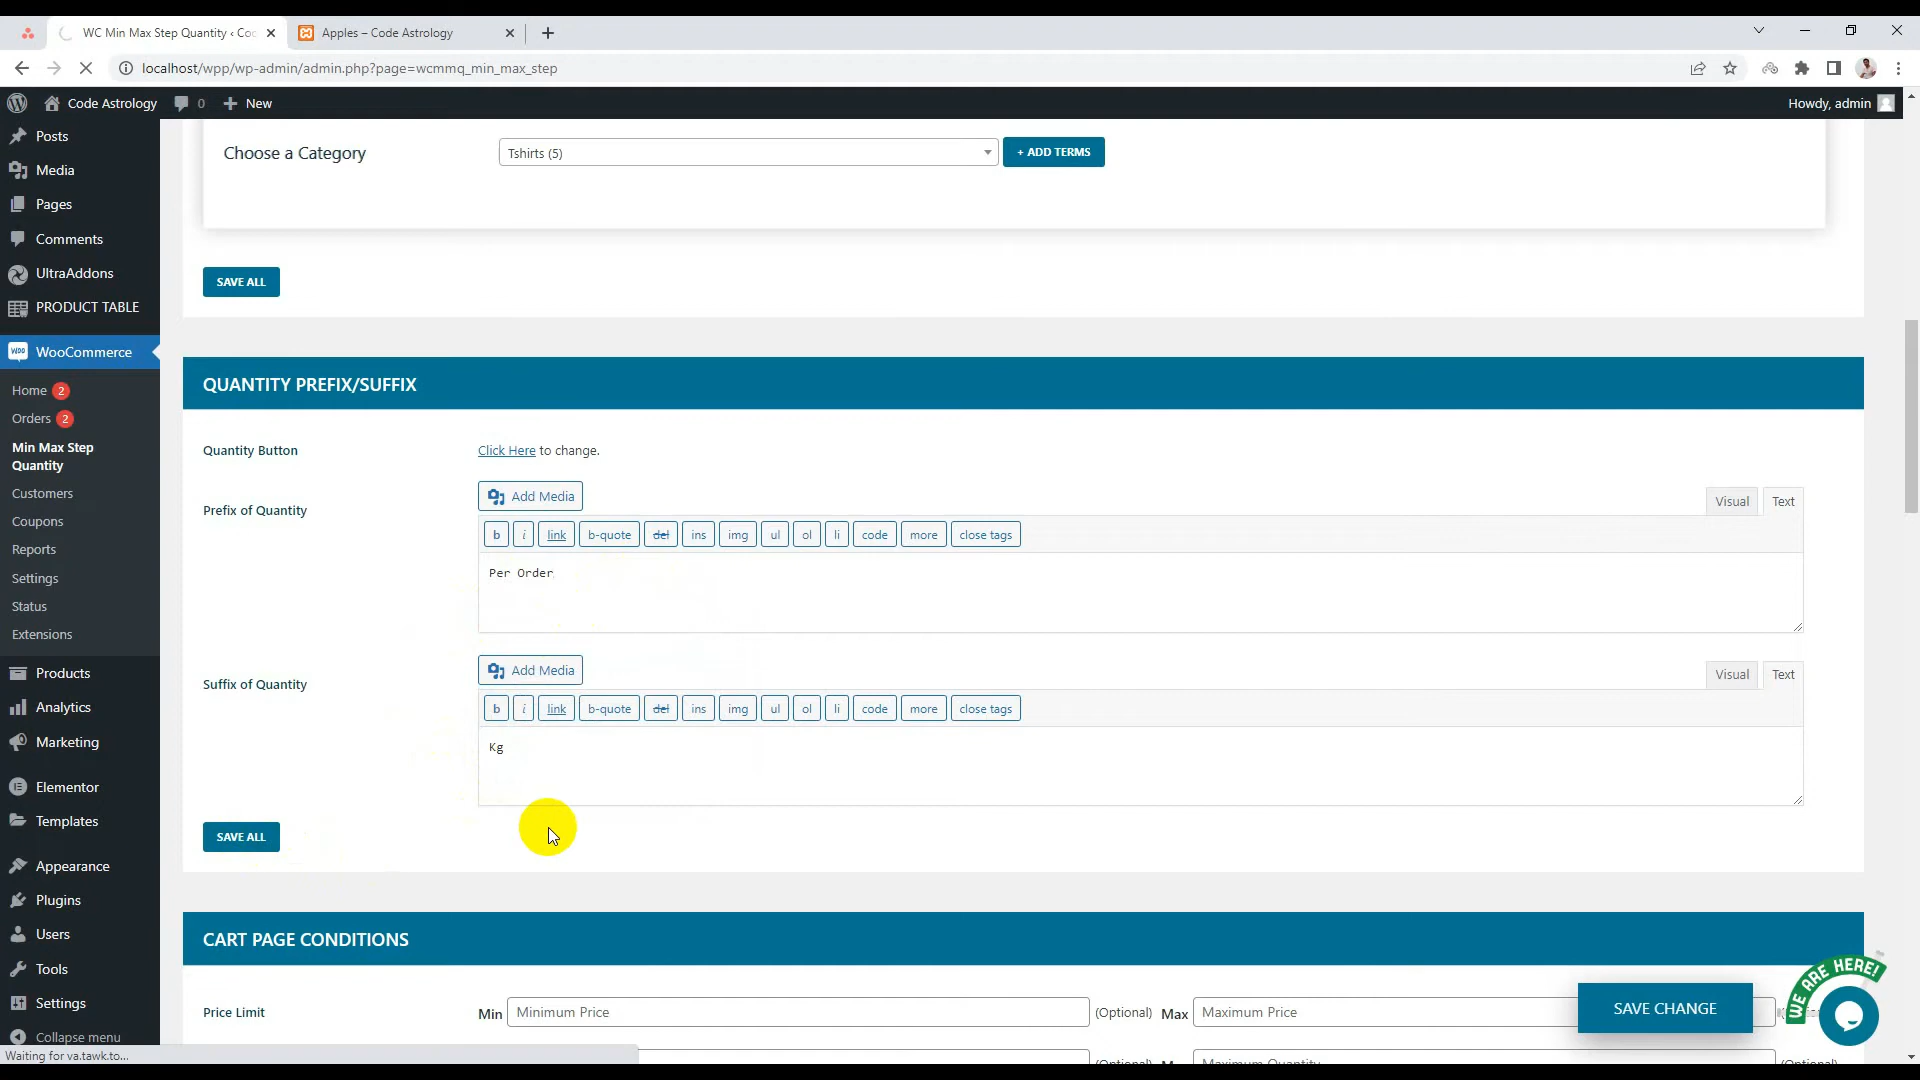 WC Min Max Step Quantity ‹ Coc
Apples – Code Astrology
localhost/wpp/wp-admin/admin.php?page=wcmmq_min_max_step
Code Astrology
0
New
Howdy, admin
Posts
Media
Pages
Comments
UltraAddons
PRODUCT TABLE
WooCommerce
Home 2
Orders 2
Min Max Step
Quantity
Customers
Coupons
Reports
Settings
Status
Extensions
Products
Analytics
Marketing
Elementor
Templates
Appearance
Plugins
Users
Tools
Settings
Collapse menu
Waiting for va.tawk.to...
Choose a Category
Tshirts (5)
+ ADD TERMS
SAVE ALL
QUANTITY PREFIX/SUFFIX
Quantity Button
Click Here to change.
Prefix of Quantity
Add Media
Visual Text
b i link b-quote del ins img ul ol li code more close tags
Per Order
Suffix of Quantity
Add Media
Visual Text
b i link b-quote del ins img ul ol li code more close tags
Kg
SAVE ALL
CART PAGE CONDITIONS
Price Limit
Min Minimum Price (Optional) Max Maximum Price
(Optional) Maximum Quantity (Optional)
SAVE CHANGE
WE ARE HERE!